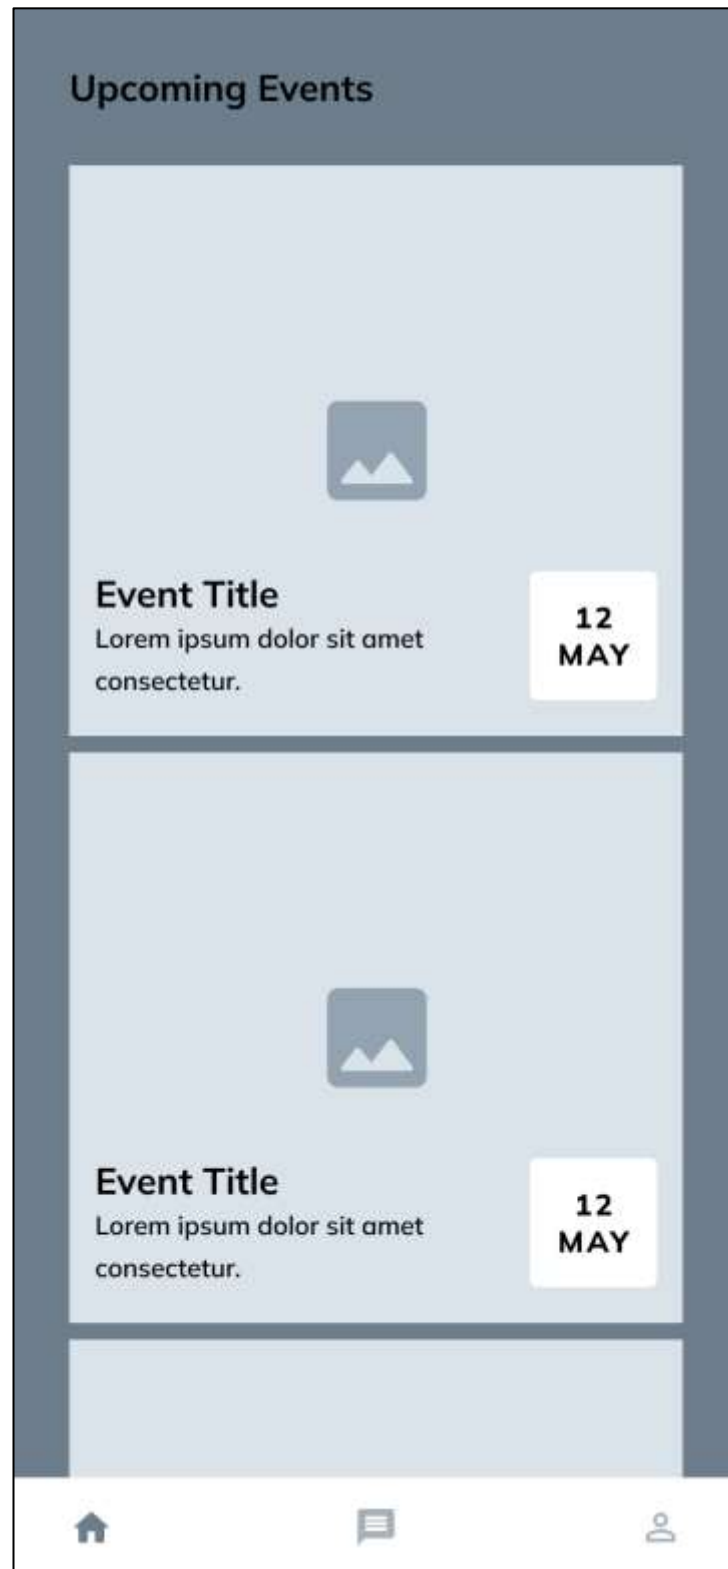 Upcoming Events
Event Title
Lorem ipsum dolor sit amet
consectetur.
12
MAY
Event Title
Lorem ipsum dolor sit amet
consectetur.
12
MAY